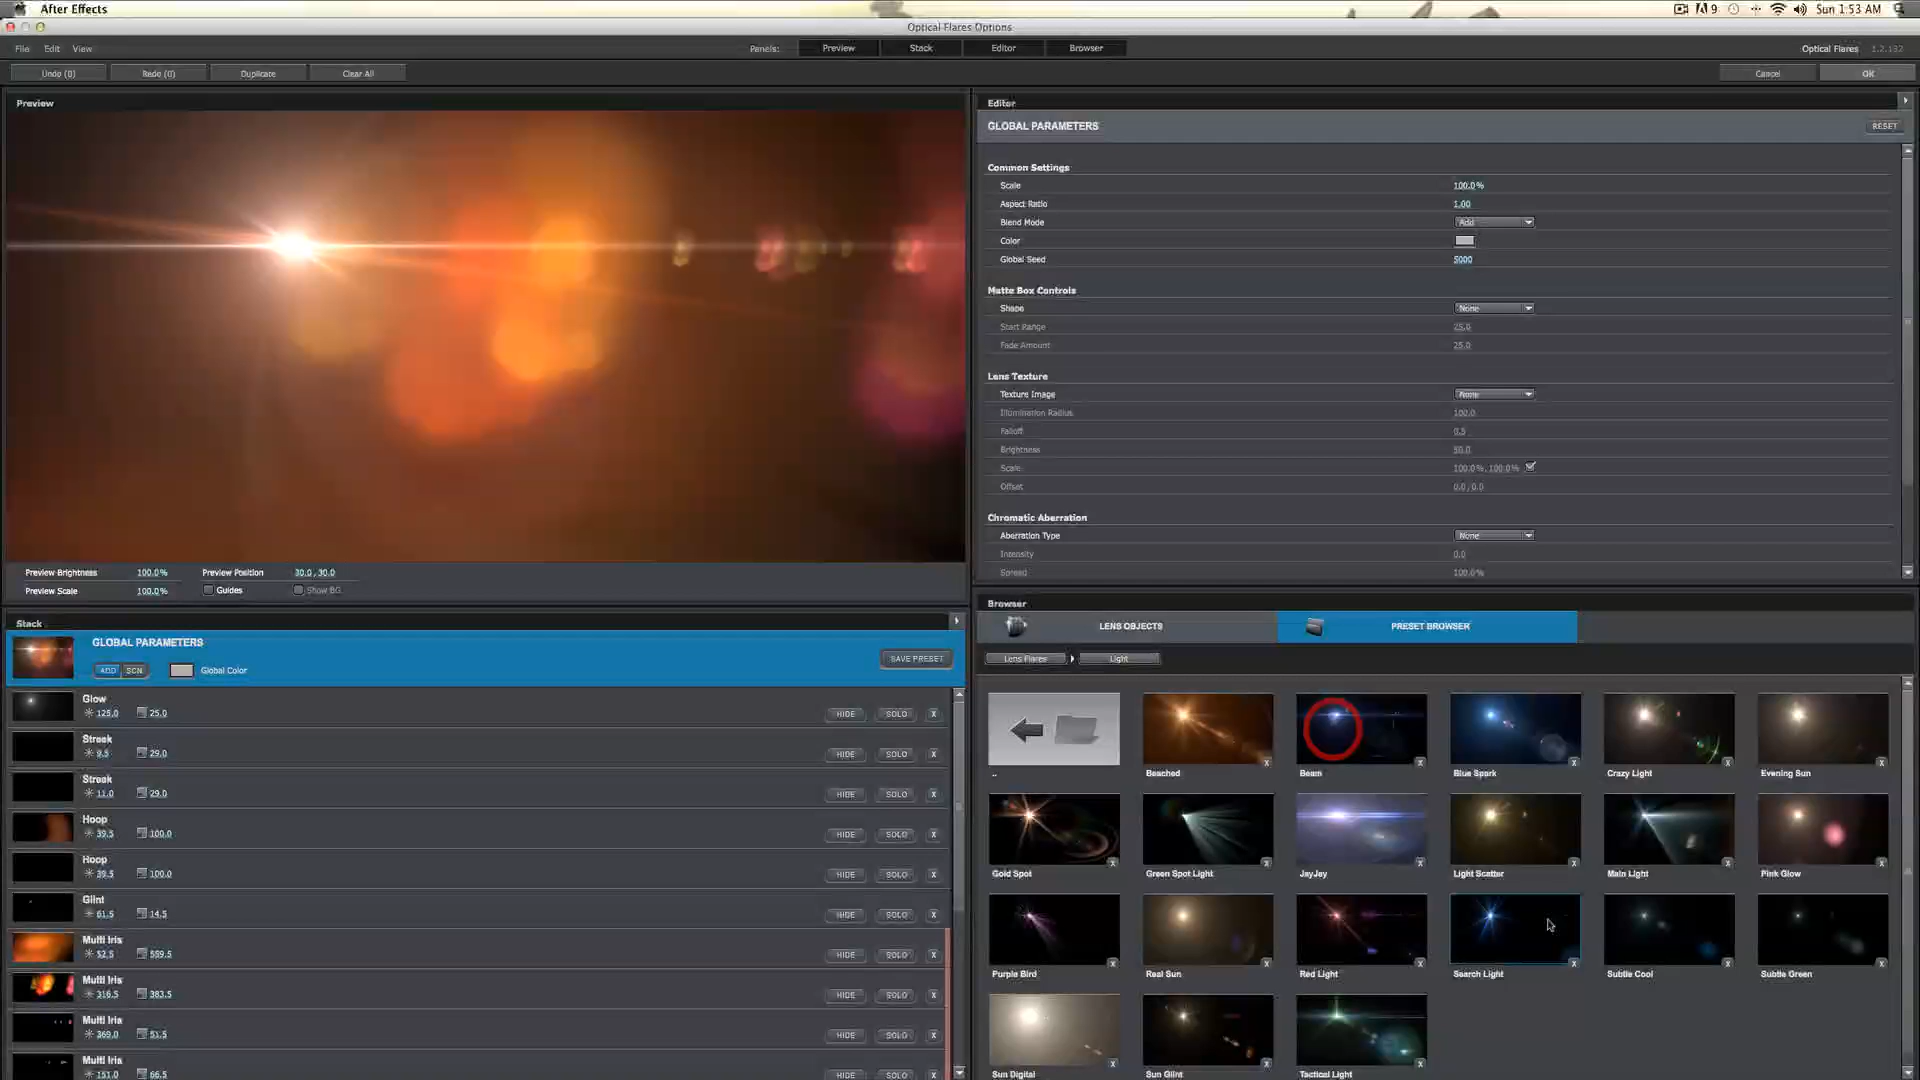 After Effects
9
Sun 1:53 AM
Optical Flares Options
File Edit View
Panels: Preview Stack Editor Browser
Optical Flares 1.2.132
Undo (0) Redo (0) Duplicate Clear All
Cancel OK
Preview
Preview Brightness 100.0%
Preview Position 30.0, 30.0
Preview Scale 100.0%
Guides
Show BG
Stack
GLOBAL PARAMETERS
ADD SCN Global Color
SAVE PRESET
Glow
125.0 25.0 HIDE SOLO X
Streak
9.5 29.0 HIDE SOLO X
Streak
11.0 29.0 HIDE SOLO X
Hoop
39.5 100.0 HIDE SOLO X
Hoop
39.5 100.0 HIDE SOLO X
Glint
61.5 14.5 HIDE SOLO X
Multi Iris
52.5 559.5 HIDE SOLO X
Multi Iris
316.5 383.5 HIDE SOLO X
Multi Iris
369.0 51.5 HIDE SOLO X
Multi Iris
151.0 66.5 HIDE SOLO X
Editor
GLOBAL PARAMETERS
RESET
Common Settings
Scale 100.0%
Aspect Ratio 1.00
Blend Mode Add
Color
Global Seed 5000
Matte Box Controls
Shape None
Start Range 25.0
Fade Amount 25.0
Lens Texture
Texture Image None
Illumination Radius 100.0
Falloff 0.5
Brightness 50.0
Scale 100.0%, 100.0%
Offset 0.0, 0.0
Chromatic Aberration
Aberration Type None
Intensity 0.0
Spread 100.0%
Browser
LENS OBJECTS
PRESET BROWSER
Lens Flares Light
.. Beached Beam Blue Spark Crazy Light Evening Sun
Gold Spot Green Spot Light JayJay Light Scatter Main Light Pink Glow
Purple Bird Real Sun Red Light Search Light Subtle Cool Subtle Green
Sun Digital Sun Glint Tactical Light